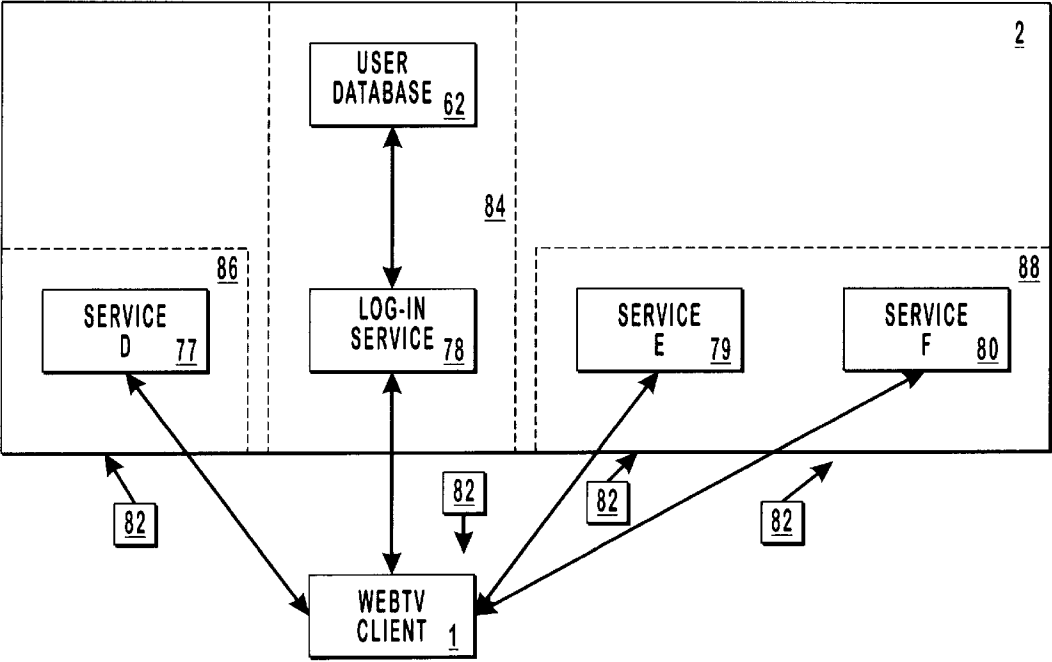 2
USER
DATABASE 62
84
86
88
SERVICE
D 77
LOG-IN
SERVICE 78
SERVICE
E 79
SERVICE
F 80
82
82
82
82
WEBTV
CLIENT 1